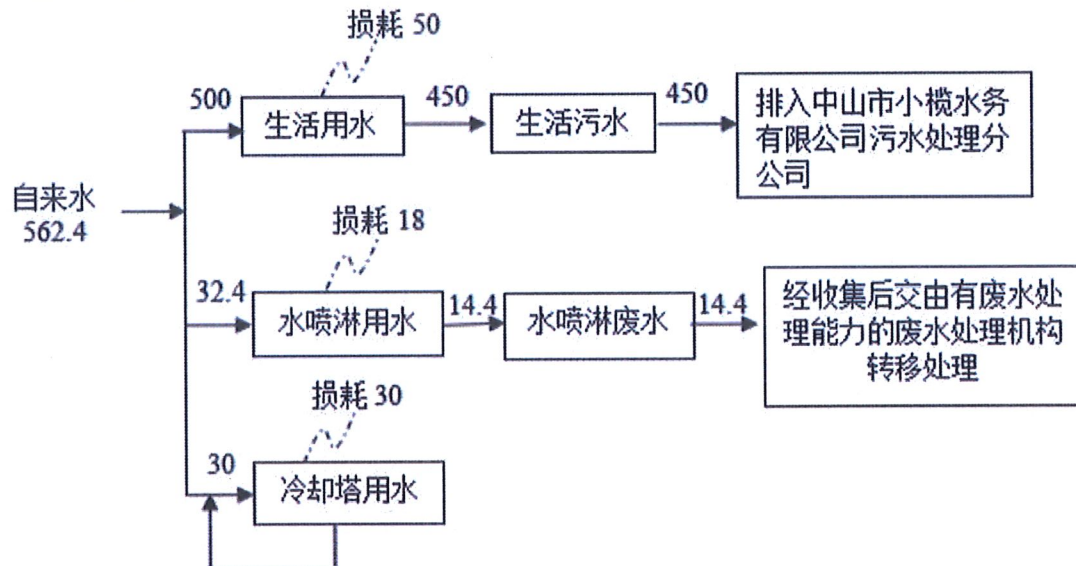 损耗 50
500
生活用水
450
生活污水
450
排入中山市小榄水务
有限公司污水处理分
公司
自来水
562.4
损耗 18
32.4
水喷淋用水
14.4
水喷淋废水
14.4
经收集后交由有废水处
理能力的废水处理机构
转移处理
损耗 30
30
冷却塔用水